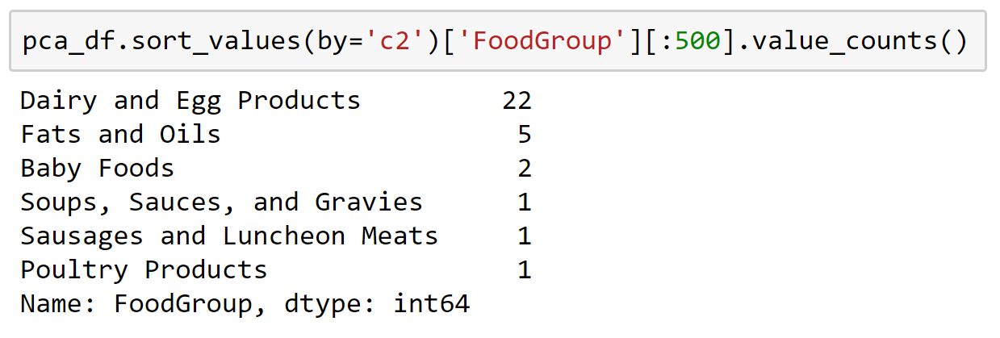 pca_df.sort_values(by='c2')['FoodGroup'][:500].value_counts()
Dairy and Egg Products 22
Fats and Oils 5
Baby Foods 2
Soups, Sauces, and Gravies 1
Sausages and Luncheon Meats 1
Poultry Products 1
Name: FoodGroup, dtype: int64